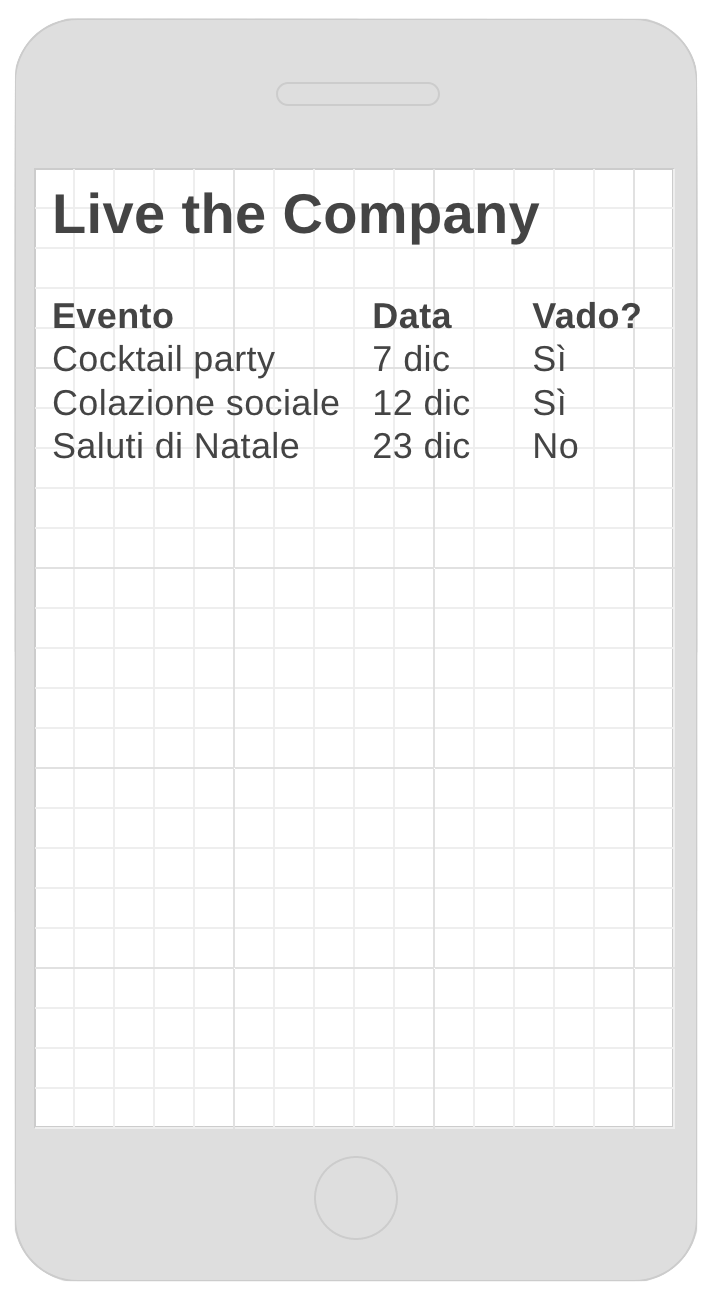 Live the Company
Evento Data Vado?
Cocktail party 7 dic Sì
Colazione sociale 12 dic Sì
Saluti di Natale 23 dic No